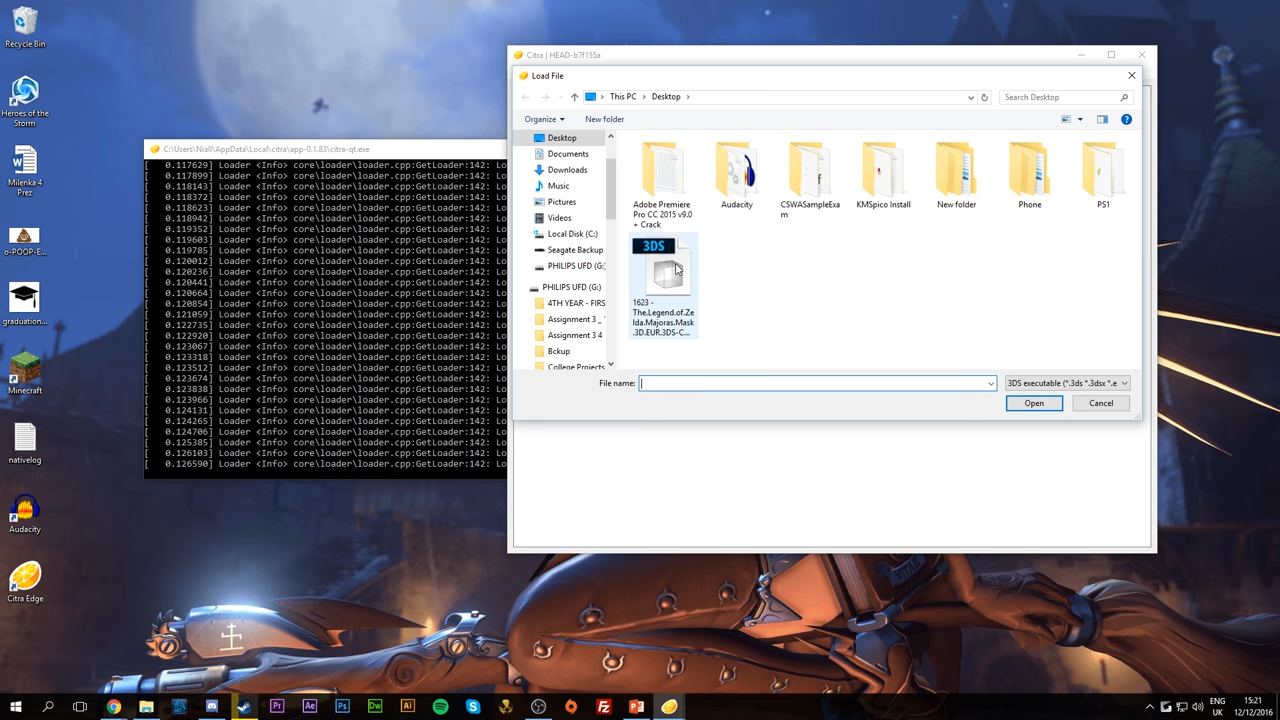 Recycle Bin
Heroes of the
Storm
Milenka 4
Prez
o-POOP-E...
graduation...
Minecraft
nativelog
Audacity
Citra Edge
C:\Users\Niall\AppData\Local\citra\app-0.1.83\citra-qt.exe
[ 0.117629] Loader <Info> core\loader\loader.cpp:GetLoader:142: Lo
[ 0.117899] Loader <Info> core\loader\loader.cpp:GetLoader:142: Lo
[ 0.118143] Loader <Info> core\loader\loader.cpp:GetLoader:142: Lo
[ 0.118372] Loader <Info> core\loader\loader.cpp:GetLoader:142: Lo
[ 0.118623] Loader <Info> core\loader\loader.cpp:GetLoader:142: Lo
[ 0.118942] Loader <Info> core\loader\loader.cpp:GetLoader:142: Lo
[ 0.119352] Loader <Info> core\loader\loader.cpp:GetLoader:142: Lo
[ 0.119603] Loader <Info> core\loader\loader.cpp:GetLoader:142: Lo
[ 0.119785] Loader <Info> core\loader\loader.cpp:GetLoader:142: Lo
[ 0.120012] Loader <Info> core\loader\loader.cpp:GetLoader:142: Lo
[ 0.120236] Loader <Info> core\loader\loader.cpp:GetLoader:142: Lo
[ 0.120441] Loader <Info> core\loader\loader.cpp:GetLoader:142: Lo
[ 0.120664] Loader <Info> core\loader\loader.cpp:GetLoader:142: Lo
[ 0.120854] Loader <Info> core\loader\loader.cpp:GetLoader:142: Lo
[ 0.121059] Loader <Info> core\loader\loader.cpp:GetLoader:142: Lo
[ 0.122735] Loader <Info> core\loader\loader.cpp:GetLoader:142: Lo
[ 0.122920] Loader <Info> core\loader\loader.cpp:GetLoader:142: Lo
[ 0.123067] Loader <Info> core\loader\loader.cpp:GetLoader:142: Lo
[ 0.123318] Loader <Info> core\loader\loader.cpp:GetLoader:142: Lo
[ 0.123512] Loader <Info> core\loader\loader.cpp:GetLoader:142: Lo
[ 0.123674] Loader <Info> core\loader\loader.cpp:GetLoader:142: Lo
[ 0.123838] Loader <Info> core\loader\loader.cpp:GetLoader:142: Lo
[ 0.123966] Loader <Info> core\loader\loader.cpp:GetLoader:142: Lo
[ 0.124131] Loader <Info> core\loader\loader.cpp:GetLoader:142: Lo
[ 0.124265] Loader <Info> core\loader\loader.cpp:GetLoader:142: Lo
[ 0.124706] Loader <Info> core\loader\loader.cpp:GetLoader:142: Lo
[ 0.125385] Loader <Info> core\loader\loader.cpp:GetLoader:142: Lo
[ 0.126103] Loader <Info> core\loader\loader.cpp:GetLoader:142: Lo
[ 0.126590] Loader <Info> core\loader\loader.cpp:GetLoader:142: Lo
Citra | HEAD-b7f155a
Load File
This PC > Desktop >
Search Desktop
Organize
New folder
Desktop
Documents
Downloads
Music
Pictures
Videos
Local Disk (C:)
Seagate Backup
PHILIPS UFD (G:)
PHILIPS UFD (G:)
4TH YEAR - FIRS
Assignment 3 _ '
Assignment 3 4
Bckup
College Projects
Adobe Premiere
Pro CC 2015 v9.0
+ Crack
Audacity
CSWASampleExa
m
KMSpico Install
New folder
Phone
PS1
3DS
1623 -
The.Legend.of.Ze
lda.Majoras.Mask
.3D.EUR.3DS-C...
File name:
3DS executable (*.3ds *.3dsx *.e
Open
Cancel
Pr
Ae
Ps
Dw
Ai
ENG
UK
15:21
12/12/2016